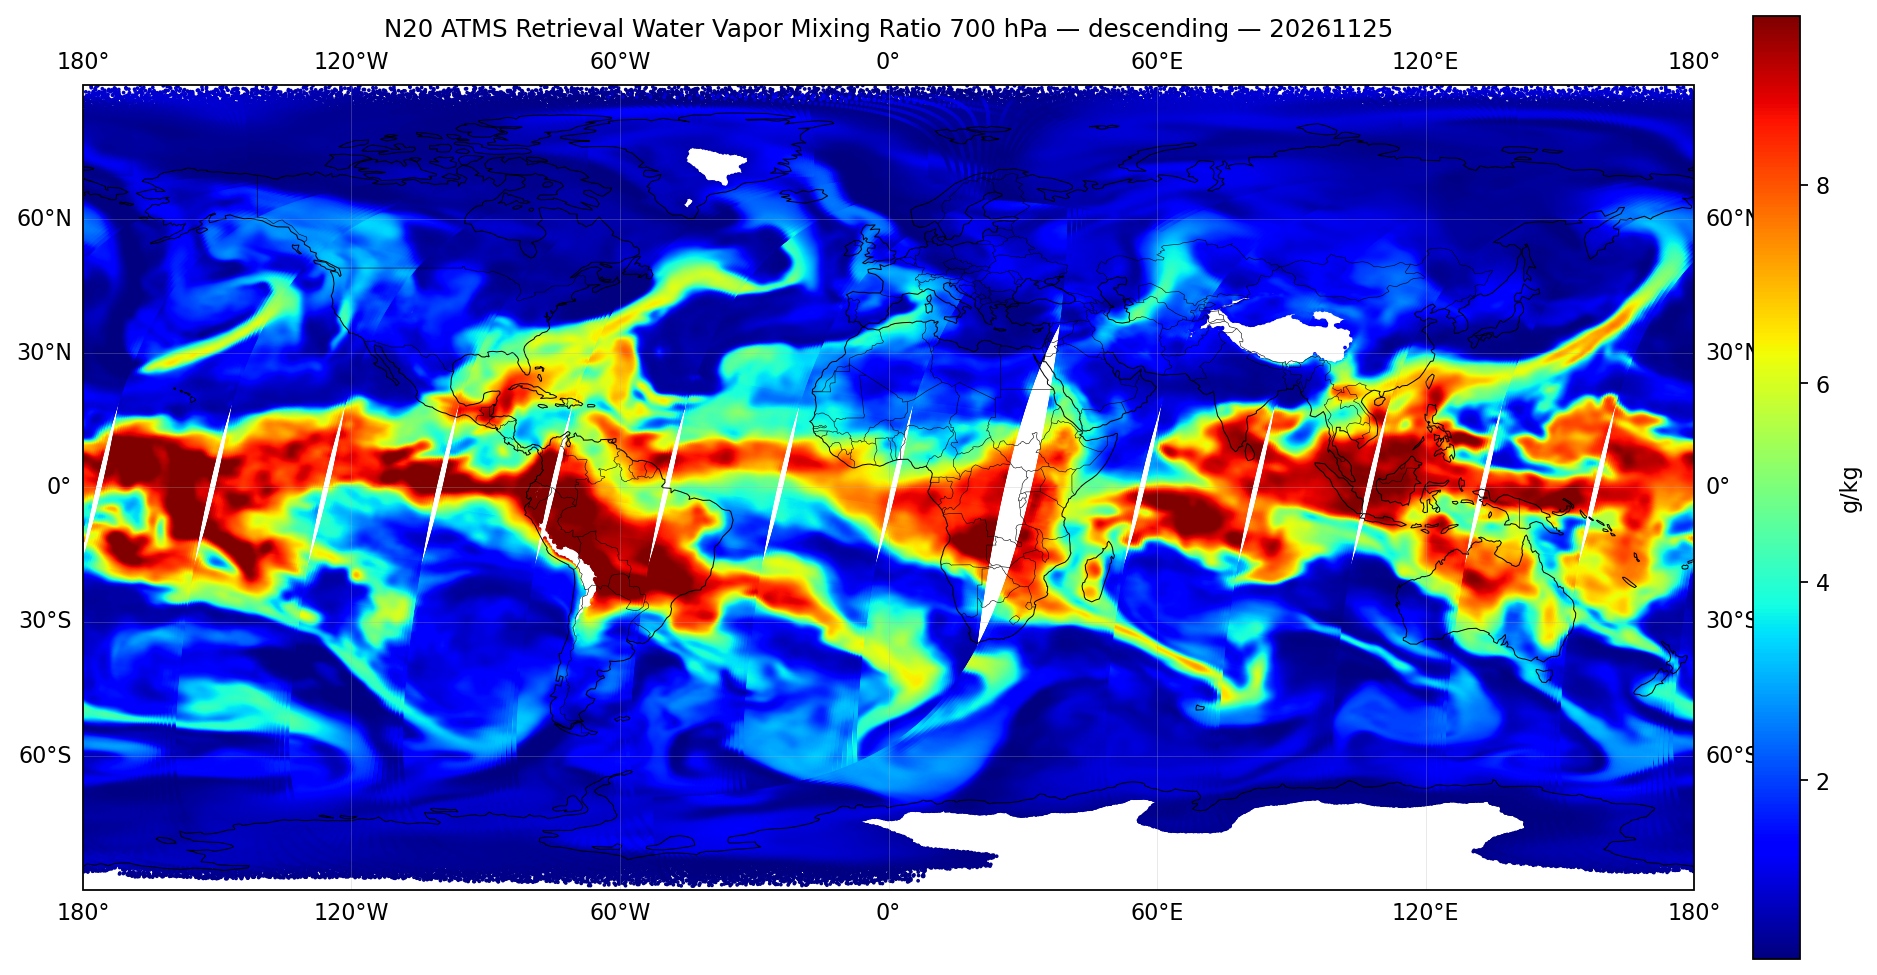 N20 ATMS Retrieval Water Vapor Mixing Ratio 700 hPa — descending — 20261125
180° 120°W 60°W 0° 60°E 120°E 180°
60°N 60°N
30°N 30°N
0° 0°
30°S 30°S
60°S 60°S
180° 120°W 60°W 0° 60°E 120°E 180°
8
6
4
2
g/kg